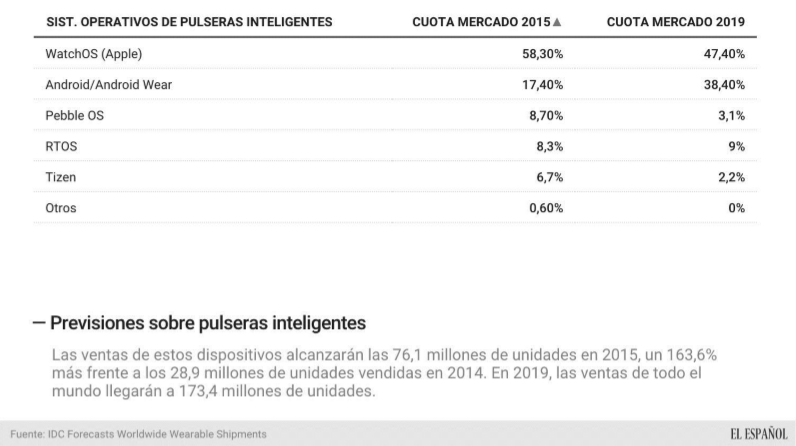 SIST. OPERATIVOS DE PULSERAS INTELIGENTES CUOTA MERCADO 2015▲ CUOTA MERCADO 2019
WatchOS (Apple) 58,30% 47,40%
Android/Android Wear 17,40% 38,40%
Pebble OS 8,70% 3,1%
RTOS 8,3% 9%
Tizen 6,7% 2,2%
Otros 0,60% 0%
— Previsiones sobre pulseras inteligentes
Las ventas de estos dispositivos alcanzarán las 76,1 millones de unidades en 2015, un 163,6%
más frente a los 28,9 millones de unidades vendidas en 2014. En 2019, las ventas de todo el
mundo llegarán a 173,4 millones de unidades.
Fuente: IDC Forecasts Worldwide Wearable Shipments EL ESPAÑOL